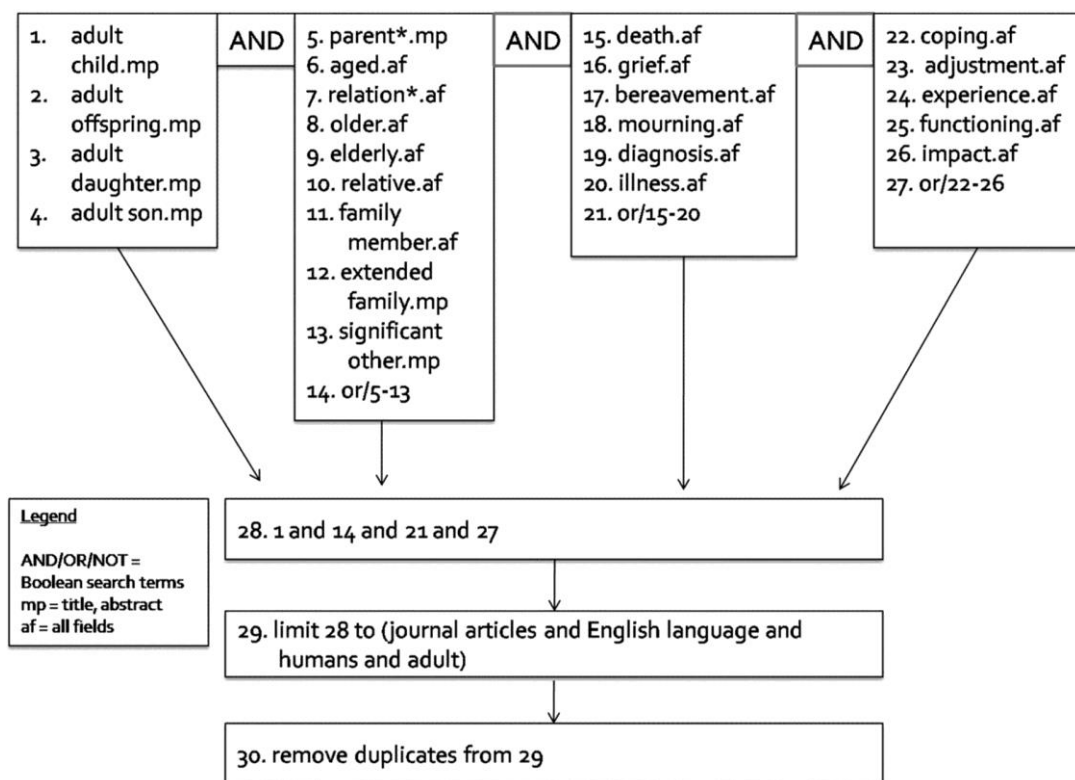 1. adult
child.mp
2. adult
offspring.mp
3. adult
daughter.mp
4. adult son.mp
AND
5. parent*.mp
6. aged.af
7. relation*.af
8. older.af
9. elderly.af
10. relative.af
11. family
member.af
12. extended
family.mp
13. significant
other.mp
14. or/5-13
AND
15. death.af
16. grief.af
17. bereavement.af
18. mourning.af
19. diagnosis.af
20. illness.af
21. or/15-20
AND
22. coping.af
23. adjustment.af
24. experience.af
25. functioning.af
26. impact.af
27. or/22-26
Legend
AND/OR/NOT =
Boolean search terms
mp = title, abstract
af = all fields
28. 1 and 14 and 21 and 27
29. limit 28 to (journal articles and English language and
humans and adult)
30. remove duplicates from 29